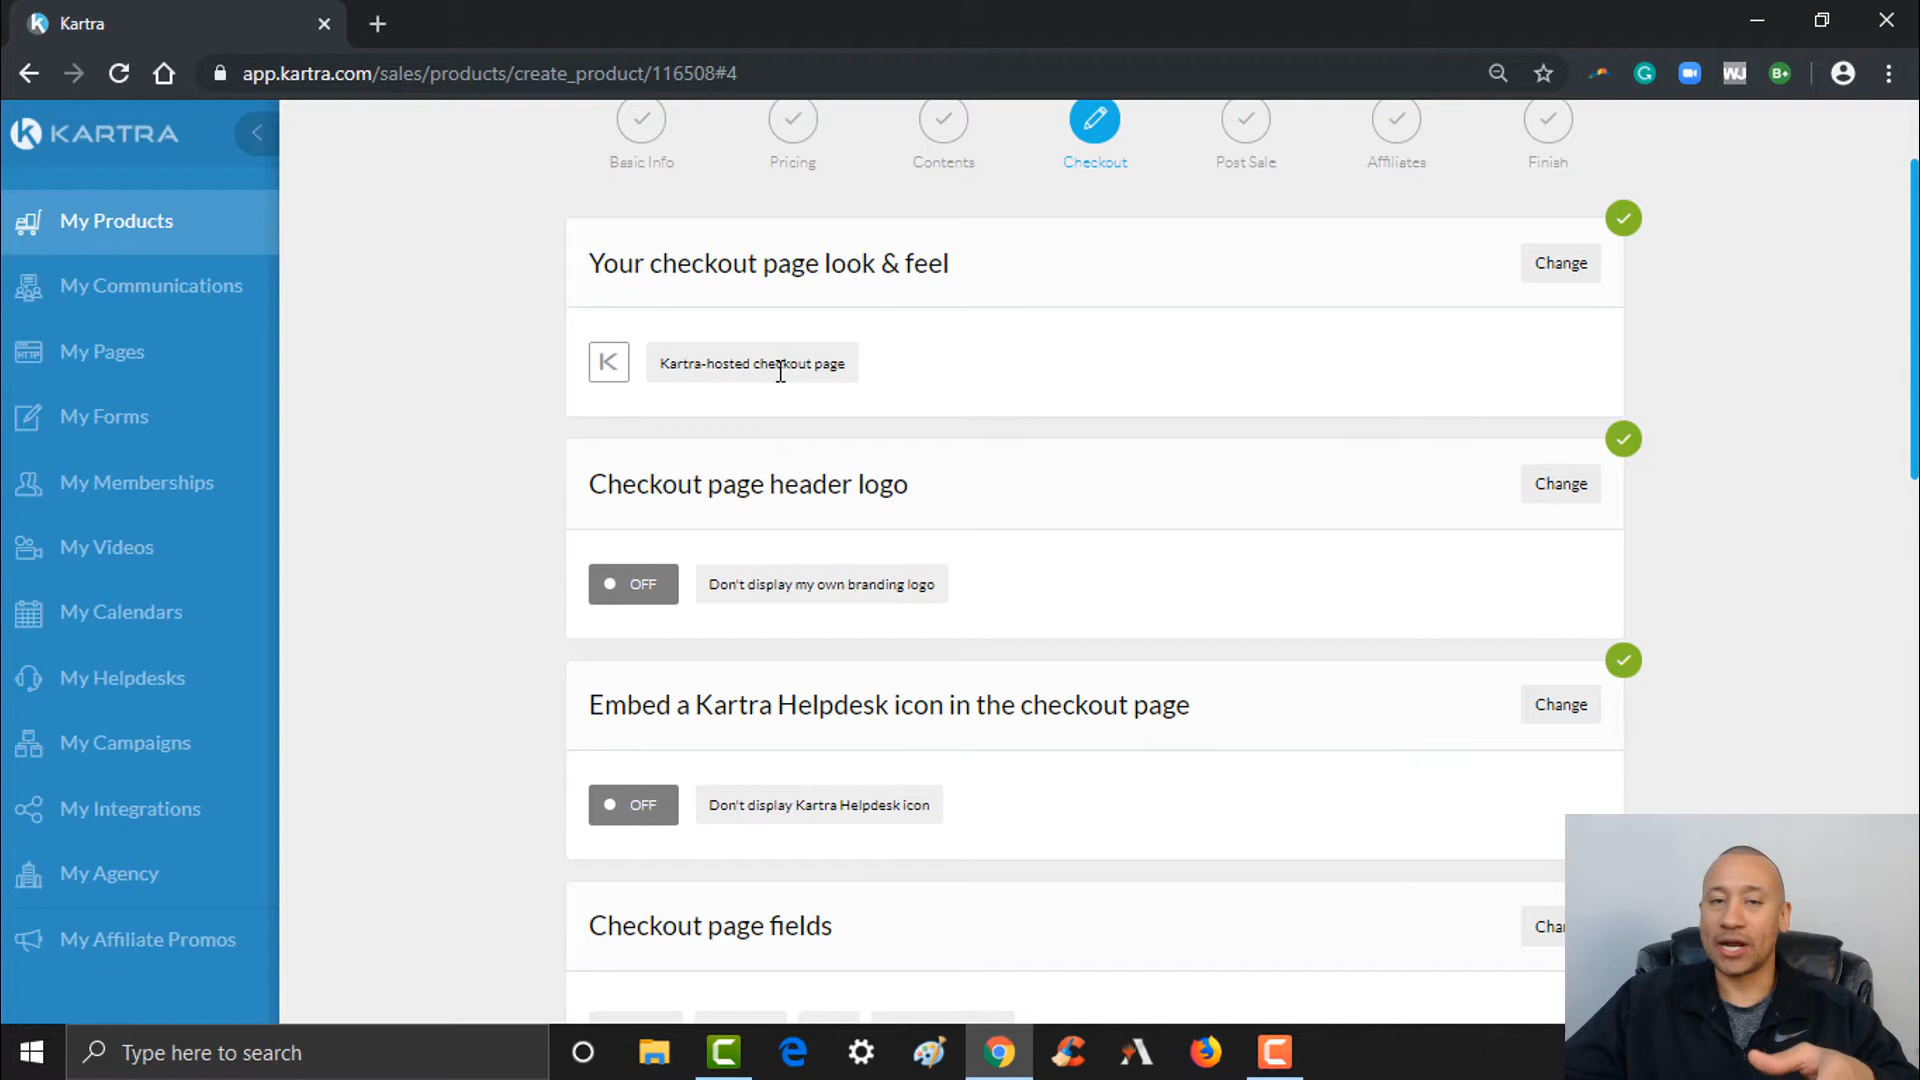 Kartra
app.kartra.com/sales/products/create_product/116508#4
WJ
B+
KARTRA
Basic Info
Pricing
Contents
Checkout
Post Sale
Affiliates
Finish
My Products
My Communications
My Pages
My Forms
My Memberships
My Videos
My Calendars
My Helpdesks
My Campaigns
My Integrations
My Agency
My Affiliate Promos
Your checkout page look & feel
Change
Kartra-hosted checkout page
Checkout page header logo
Change
OFF
Don't display my own branding logo
Embed a Kartra Helpdesk icon in the checkout page
Change
OFF
Don't display Kartra Helpdesk icon
Checkout page fields
Type here to search